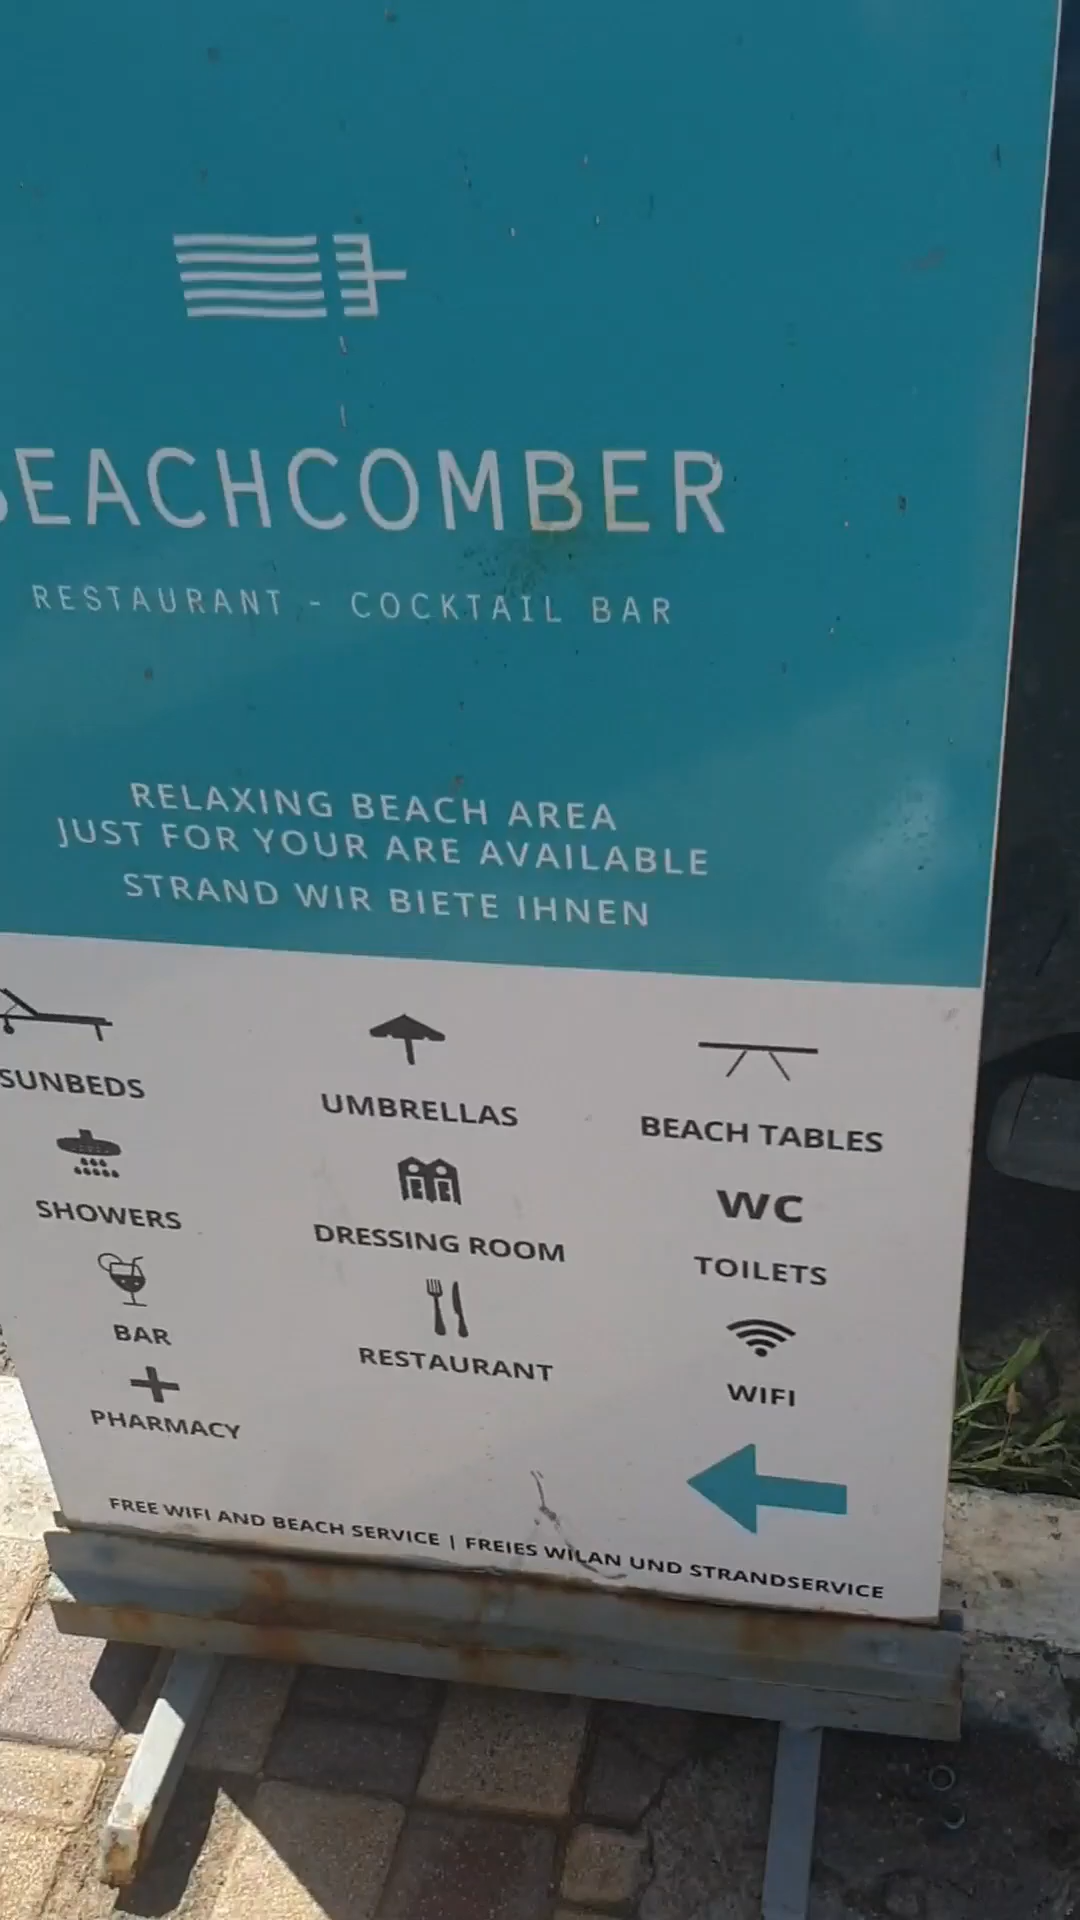 BEACHCOMBER
RESTAURANT - COCKTAIL BAR
RELAXING BEACH AREA
JUST FOR YOUR ARE AVAILABLE
STRAND WIR BIETE IHNEN
SUNBEDS
UMBRELLAS
BEACH TABLES
WC
SHOWERS
DRESSING ROOM
TOILETS
BAR
RESTAURANT
WIFI
PHARMACY
FREE WIFI AND BEACH SERVICE | FREIES WILAN UND STRANDSERVICE